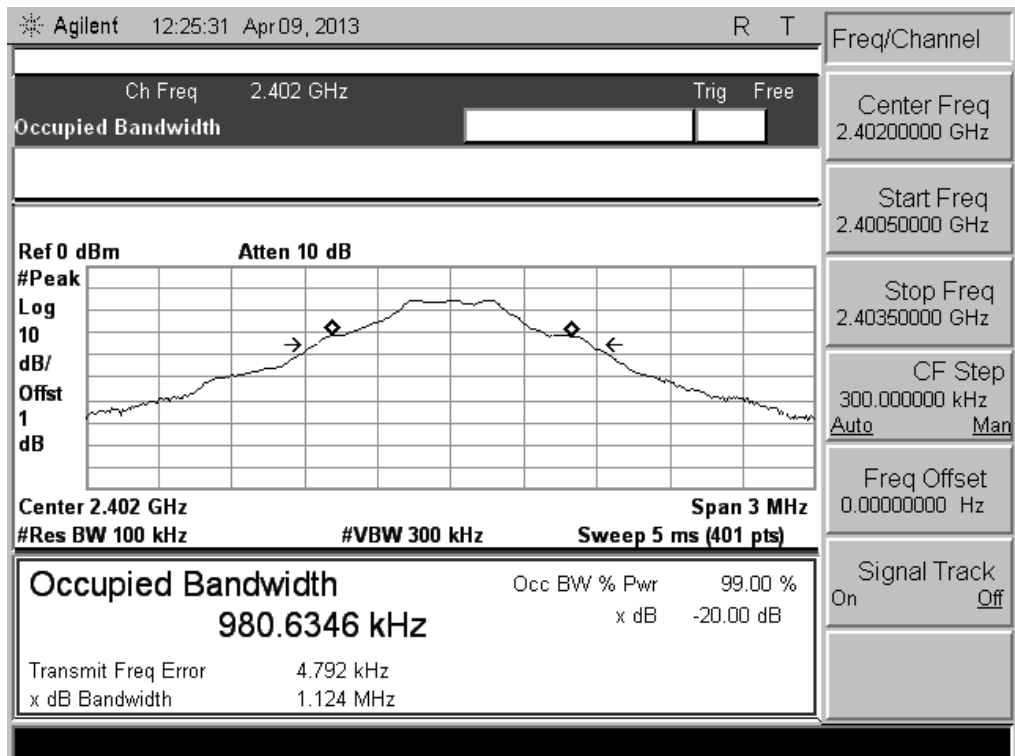 Agilent 12:25:31 Apr 09, 2013 R T
Ch Freq 2.402 GHz Trig Free
Occupied Bandwidth
Ref 0 dBm Atten 10 dB
#Peak
Log
10
dB/
Offst
1
dB
Center 2.402 GHz Span 3 MHz
#Res BW 100 kHz #VBW 300 kHz Sweep 5 ms (401 pts)
Occupied Bandwidth Occ BW % Pwr 99.00 %
980.6346 kHz x dB -20.00 dB
Transmit Freq Error 4.792 kHz
x dB Bandwidth 1.124 MHz
Freq/Channel
Center Freq
2.40200000 GHz
Start Freq
2.40050000 GHz
Stop Freq
2.40350000 GHz
CF Step
300.000000 kHz
Auto Man
Freq Offset
0.00000000 Hz
Signal Track
On Off